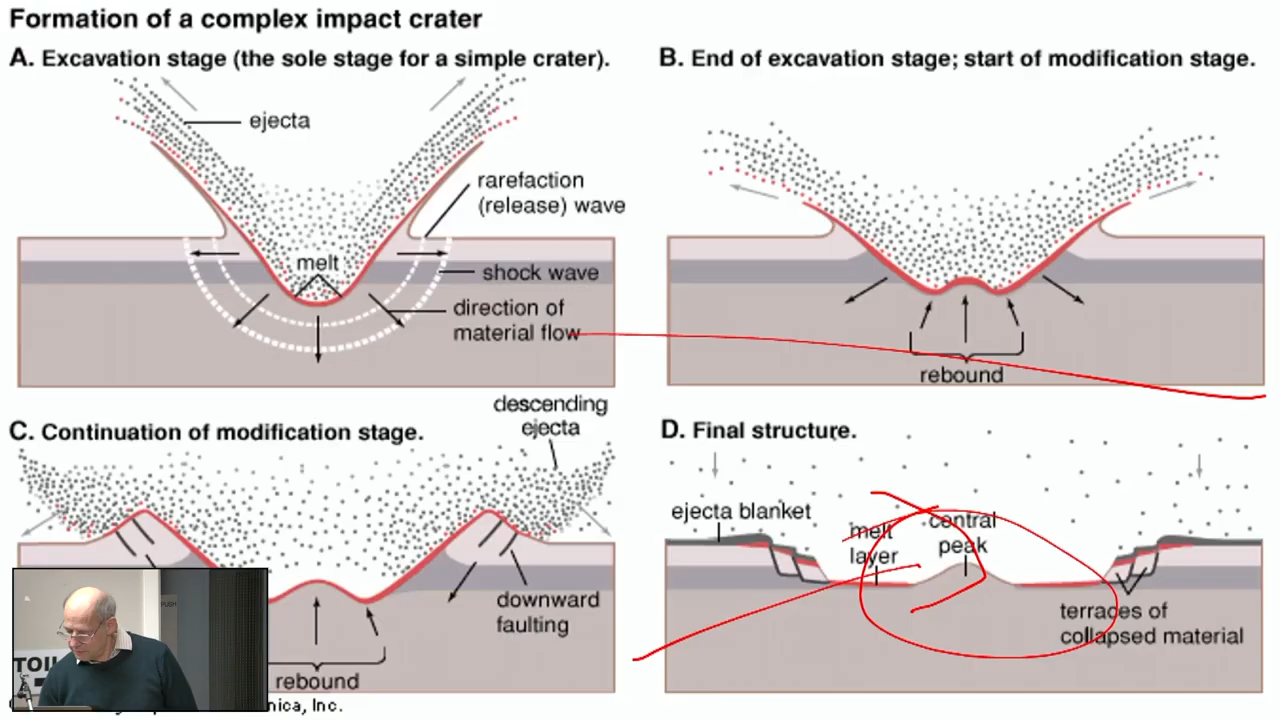 Formation of a complex impact crater
A. Excavation stage (the sole stage for a simple crater).
ejecta
rarefaction
(release) wave
melt
shock wave
direction of
material flow
B. End of excavation stage; start of modification stage.
rebound
C. Continuation of modification stage.
descending
ejecta
downward
faulting
rebound
D. Final structure.
ejecta blanket
melt
layer
central
peak
terraces of
collapsed material
PUSH
Inc.